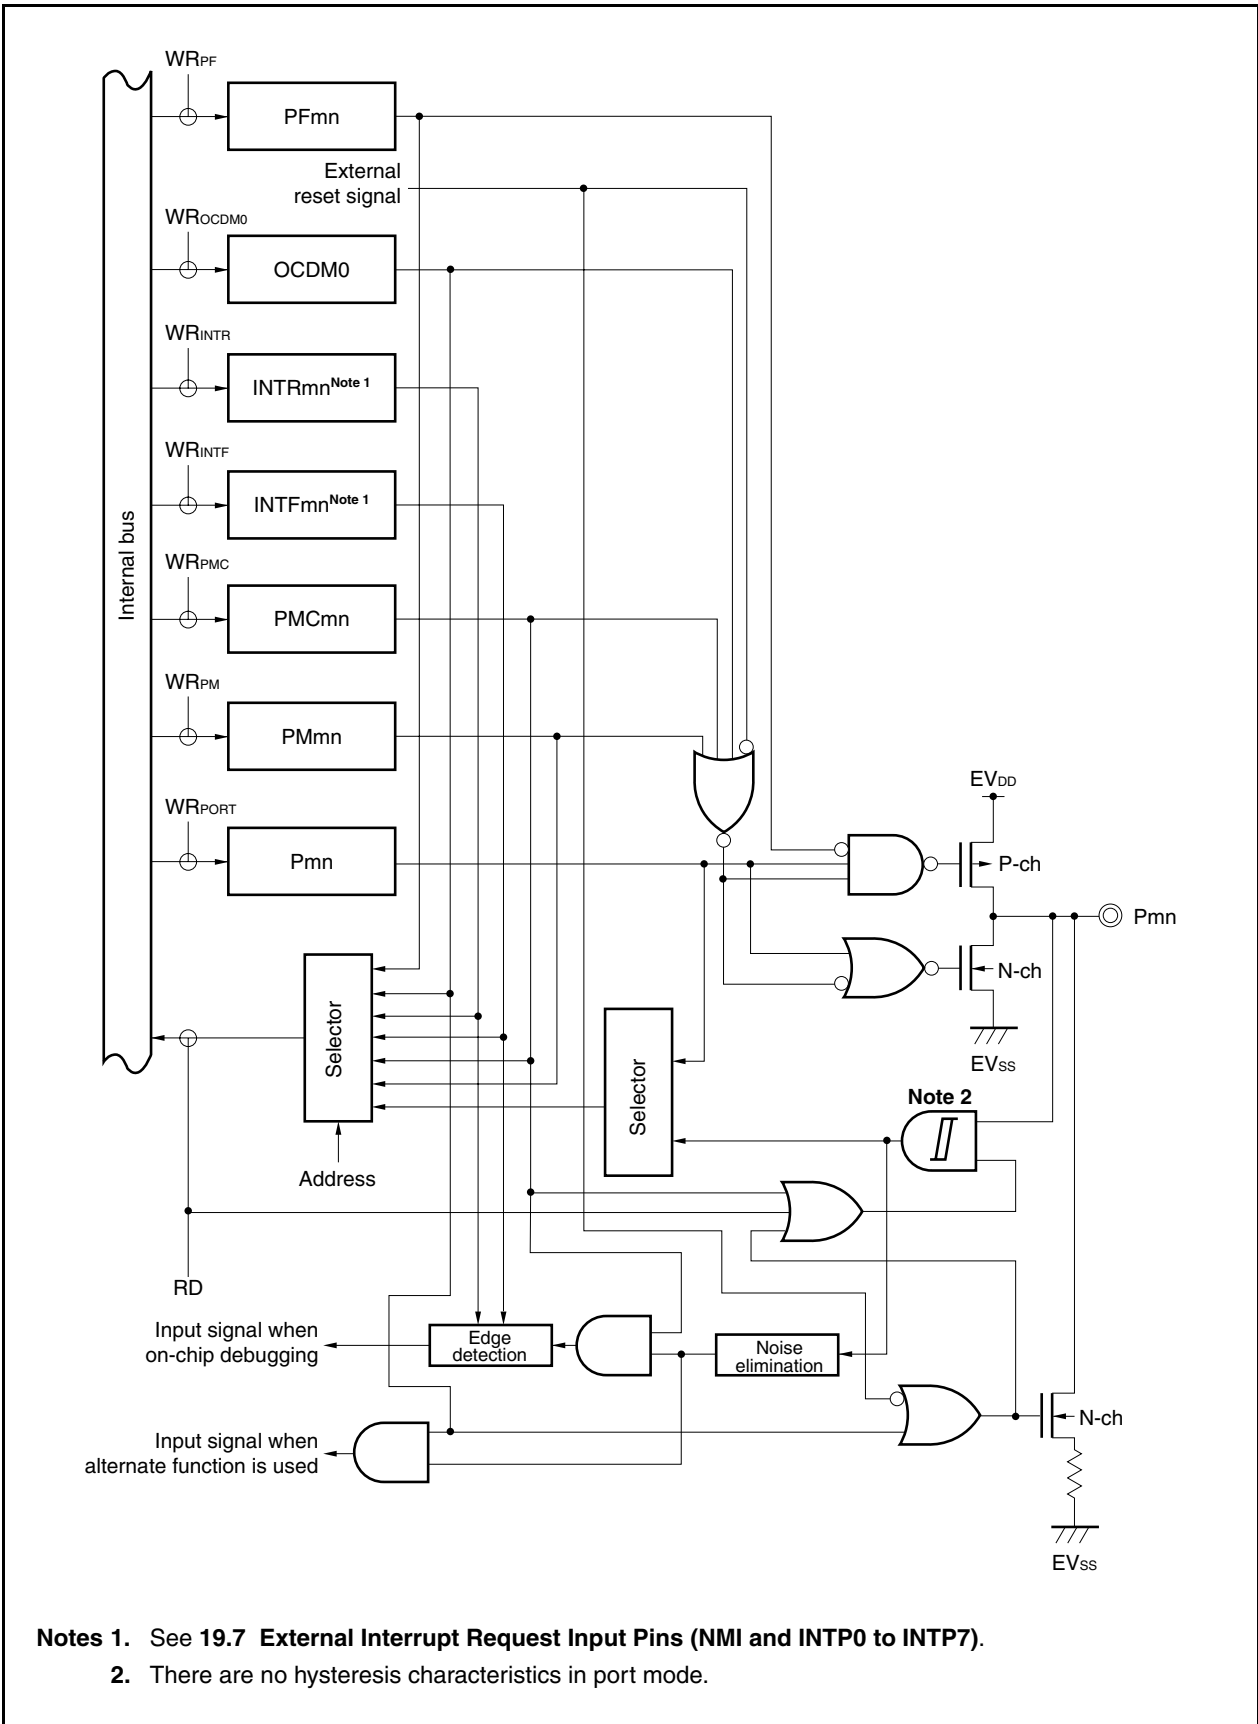 WRPF
PFmn
External
reset signal
WROCDM0
OCDM0
WRINTR
INTRmnNote 1
WRINTF
INTFmnNote 1
Internal bus
WRPMC
PMCmn
WRPM
PMmn
EVDD
WRPORT
Pmn
P-ch
Pmn
N-ch
Selector
Selector
EVSS
Note 2
Address
RD
Input signal when
on-chip debugging
Edge
detection
Noise
elimination
N-ch
Input signal when
alternate function is used
EVSS
Notes 1. See 19.7 External Interrupt Request Input Pins (NMI and INTP0 to INTP7).
2. There are no hysteresis characteristics in port mode.